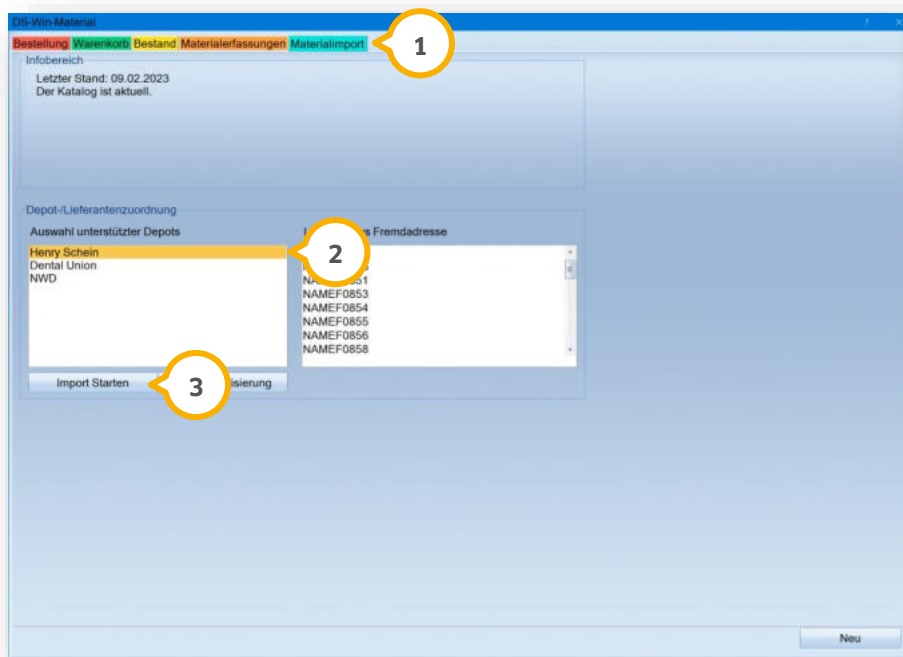 DS-Win-Material
Bestellung Warenkorb Bestand Materialerfassungen Materialimport
1
Infobereich
Letzter Stand: 09.02.2023
Der Katalog ist aktuell.
Depot-/Lieferantenzuordnung
Auswahl unterstützter Depots
Fremdadresse
2
Henry Schein
Dental Union
NWD
NAMEF0853
NAMEF0854
NAMEF0855
NAMEF0856
NAMEF0858
Import Starten
3
isierung
Neu